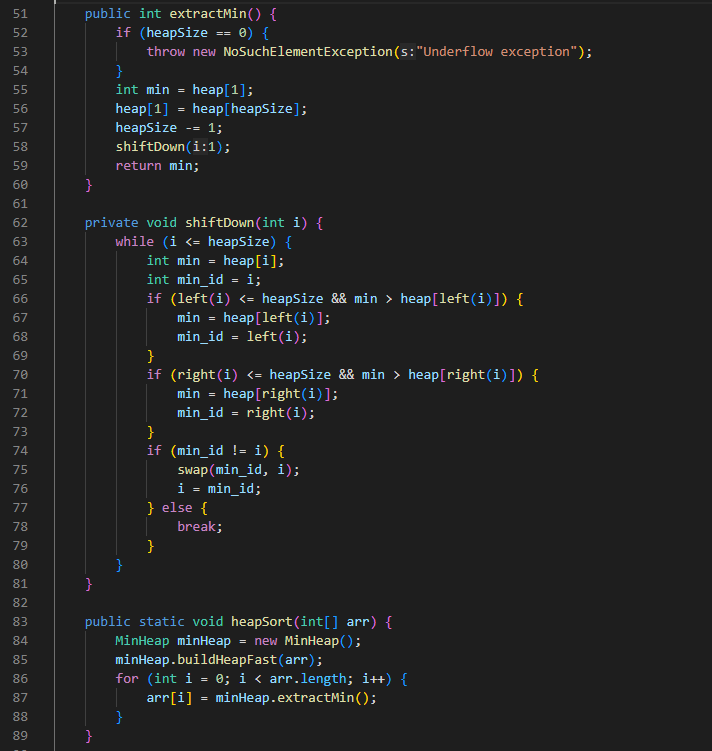 51 public int extractMin() {
52 if (heapSize == 0) {
53 throw new NoSuchElementException(s:"Underflow exception");
54 }
55 int min = heap[1];
56 heap[1] = heap[heapSize];
57 heapSize -= 1;
58 shiftDown(i:1);
59 return min;
60 }
61
62 private void shiftDown(int i) {
63 while (i <= heapSize) {
64 int min = heap[i];
65 int min_id = i;
66 if (left(i) <= heapSize && min > heap[left(i)]) {
67 min = heap[left(i)];
68 min_id = left(i);
69 }
70 if (right(i) <= heapSize && min > heap[right(i)]) {
71 min = heap[right(i)];
72 min_id = right(i);
73 }
74 if (min_id != i) {
75 swap(min_id, i);
76 i = min_id;
77 } else {
78 break;
79 }
80 }
81 }
82
83 public static void heapSort(int[] arr) {
84 MinHeap minHeap = new MinHeap();
85 minHeap.buildHeapFast(arr);
86 for (int i = 0; i < arr.length; i++) {
87 arr[i] = minHeap.extractMin();
88 }
89 }